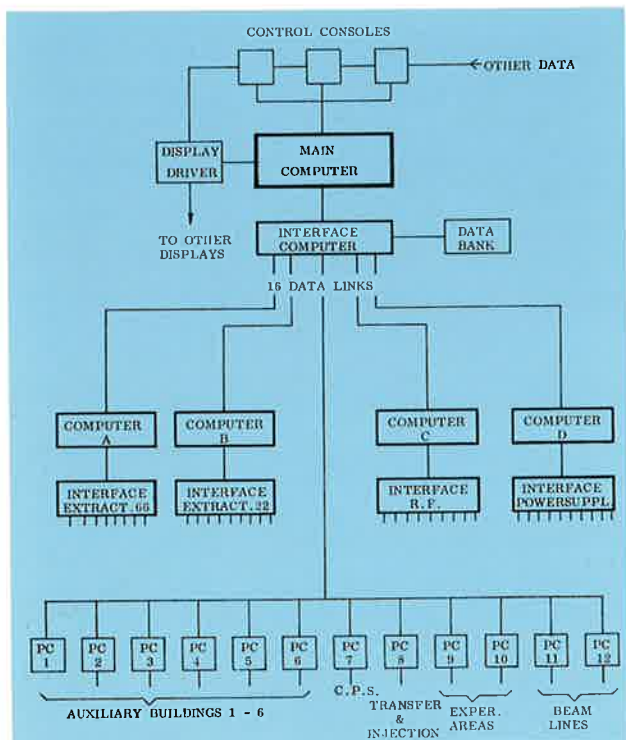 CONTROL CONSOLES
OTHER DATA
DISPLAY
DRIVER
MAIN
COMPUTER
TO OTHER
DISPLAYS
INTERFACE
COMPUTER
DATA
BANK
16 DATA LINKS
COMPUTER
A
COMPUTER
B
COMPUTER
C
COMPUTER
D
INTERFACE
EXTRACT.66
INTERFACE
EXTRACT.22
INTERFACE
R.F.
INTERFACE
POWERSUPPL.
PC
1
PC
2
PC
3
PC
4
PC
5
PC
6
PC
7
PC
8
PC
9
PC
10
PC
11
PC
12
AUXILIARY BUILDINGS 1 - 6
C.P.S.
TRANSFER
&
INJECTION
EXPER.
AREAS
BEAM
LINES